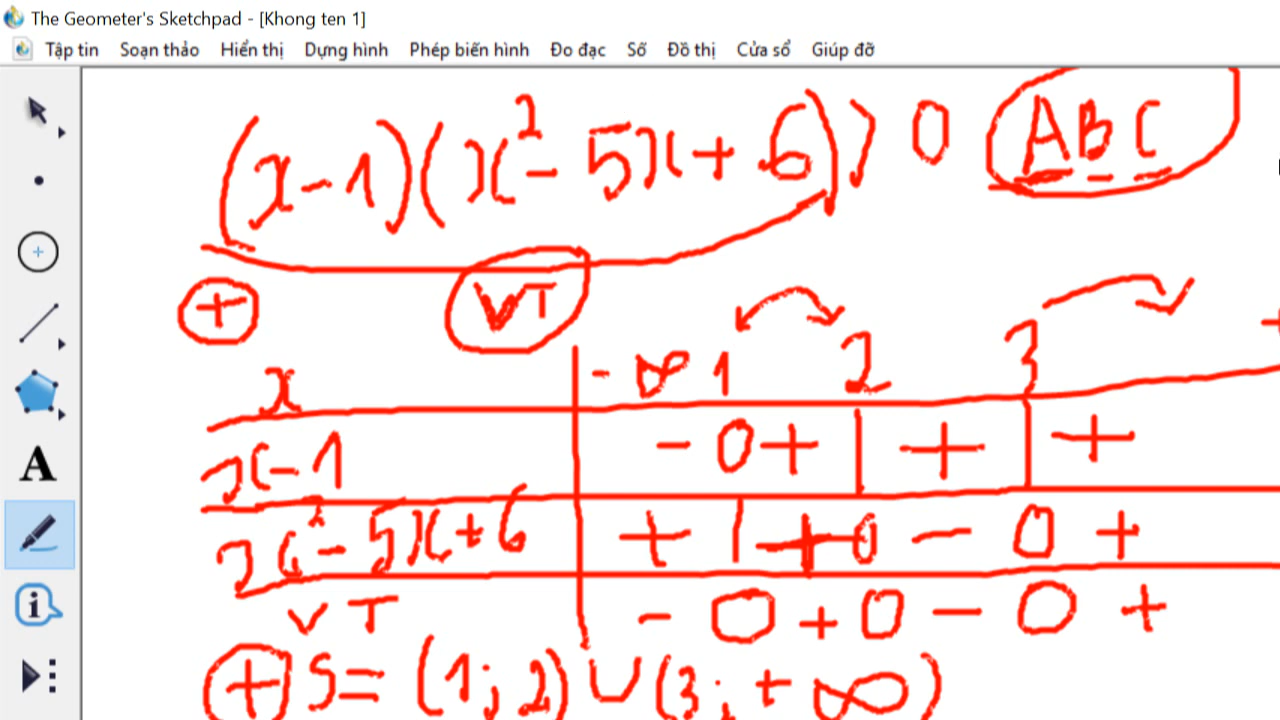 The Geometer's Sketchpad - [Khong ten 1]
Tập tin Soạn thảo Hiển thị Dựng hình Phép biến hình Đo đạc Số Đồ thị Cửa sổ Giúp đỡ
(x-1)(x²-5x+6)>0 ABC
+ VT
x -∞ 1 2 3 +
x-1 - 0 + | + | +
x²-5x+6 + | + 0 - 0 +
VT - 0 + 0 - 0 +
+ S=(1;2)∪(3;+∞)
A